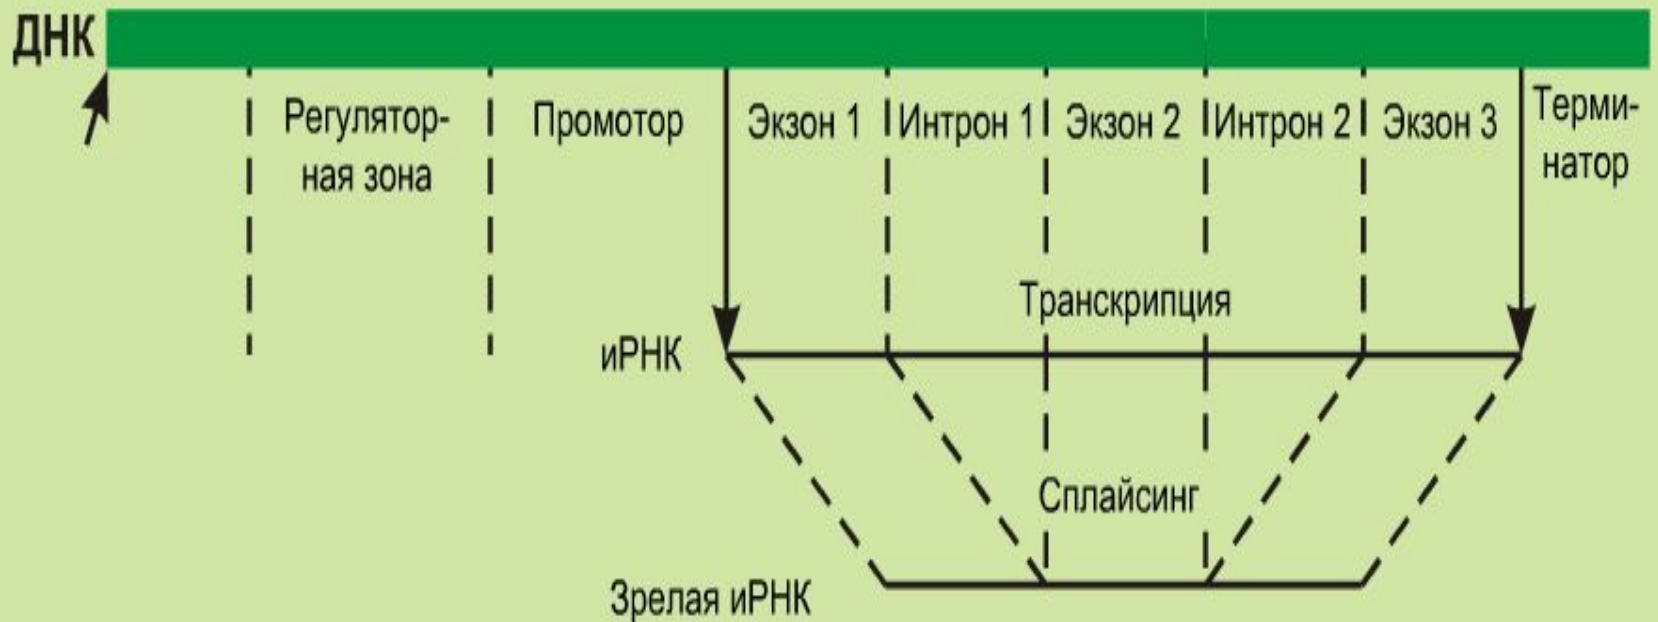 ДНК
Регулятор-
ная зона
Промотор
Экзон 1
Интрон 1
Экзон 2
Интрон 2
Экзон 3
Терми-
натор
Транскрипция
иРНК
Сплайсинг
Зрелая иРНК